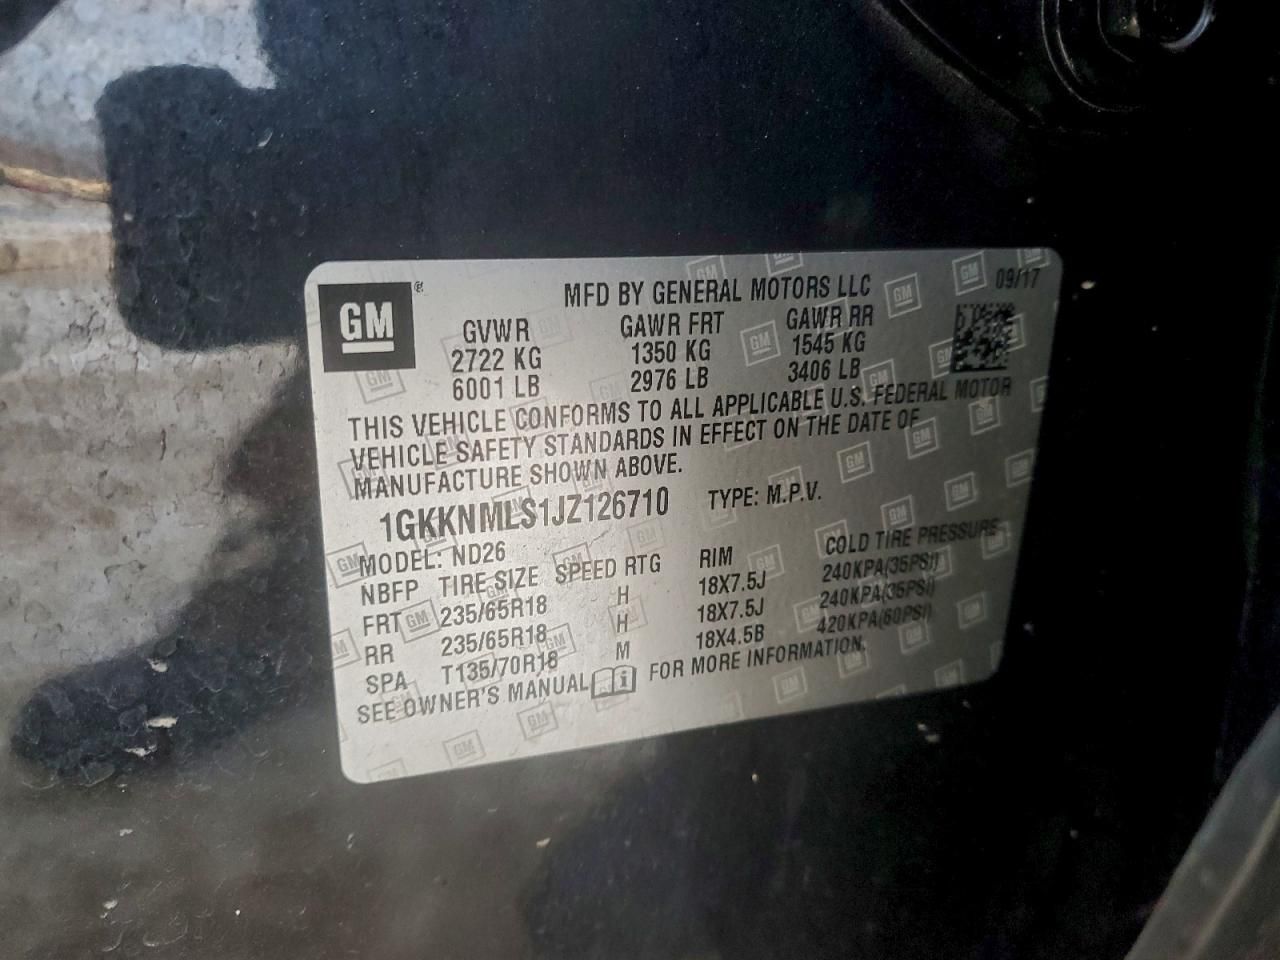 GM®
MFD BY GENERAL MOTORS LLC 09/17
GVWR GAWR FRT GAWR RR
2722 KG 1350 KG 1545 KG
6001 LB 2976 LB 3406 LB
THIS VEHICLE CONFORMS TO ALL APPLICABLE U.S. FEDERAL MOTOR
VEHICLE SAFETY STANDARDS IN EFFECT ON THE DATE OF
MANUFACTURE SHOWN ABOVE.
1GKKNMLS1JZ126710 TYPE: M.P.V.
MODEL: ND26
NBFP TIRE SIZE SPEED RTG RIM COLD TIRE PRESSURE
FRT 235/65R18 H 18X7.5J 240KPA(35PSI)
RR 235/65R18 H 18X7.5J 240KPA(35PSI)
SPA T135/70R18 M 18X4.5B 420KPA(60PSI)
SEE OWNER'S MANUAL FOR MORE INFORMATION.